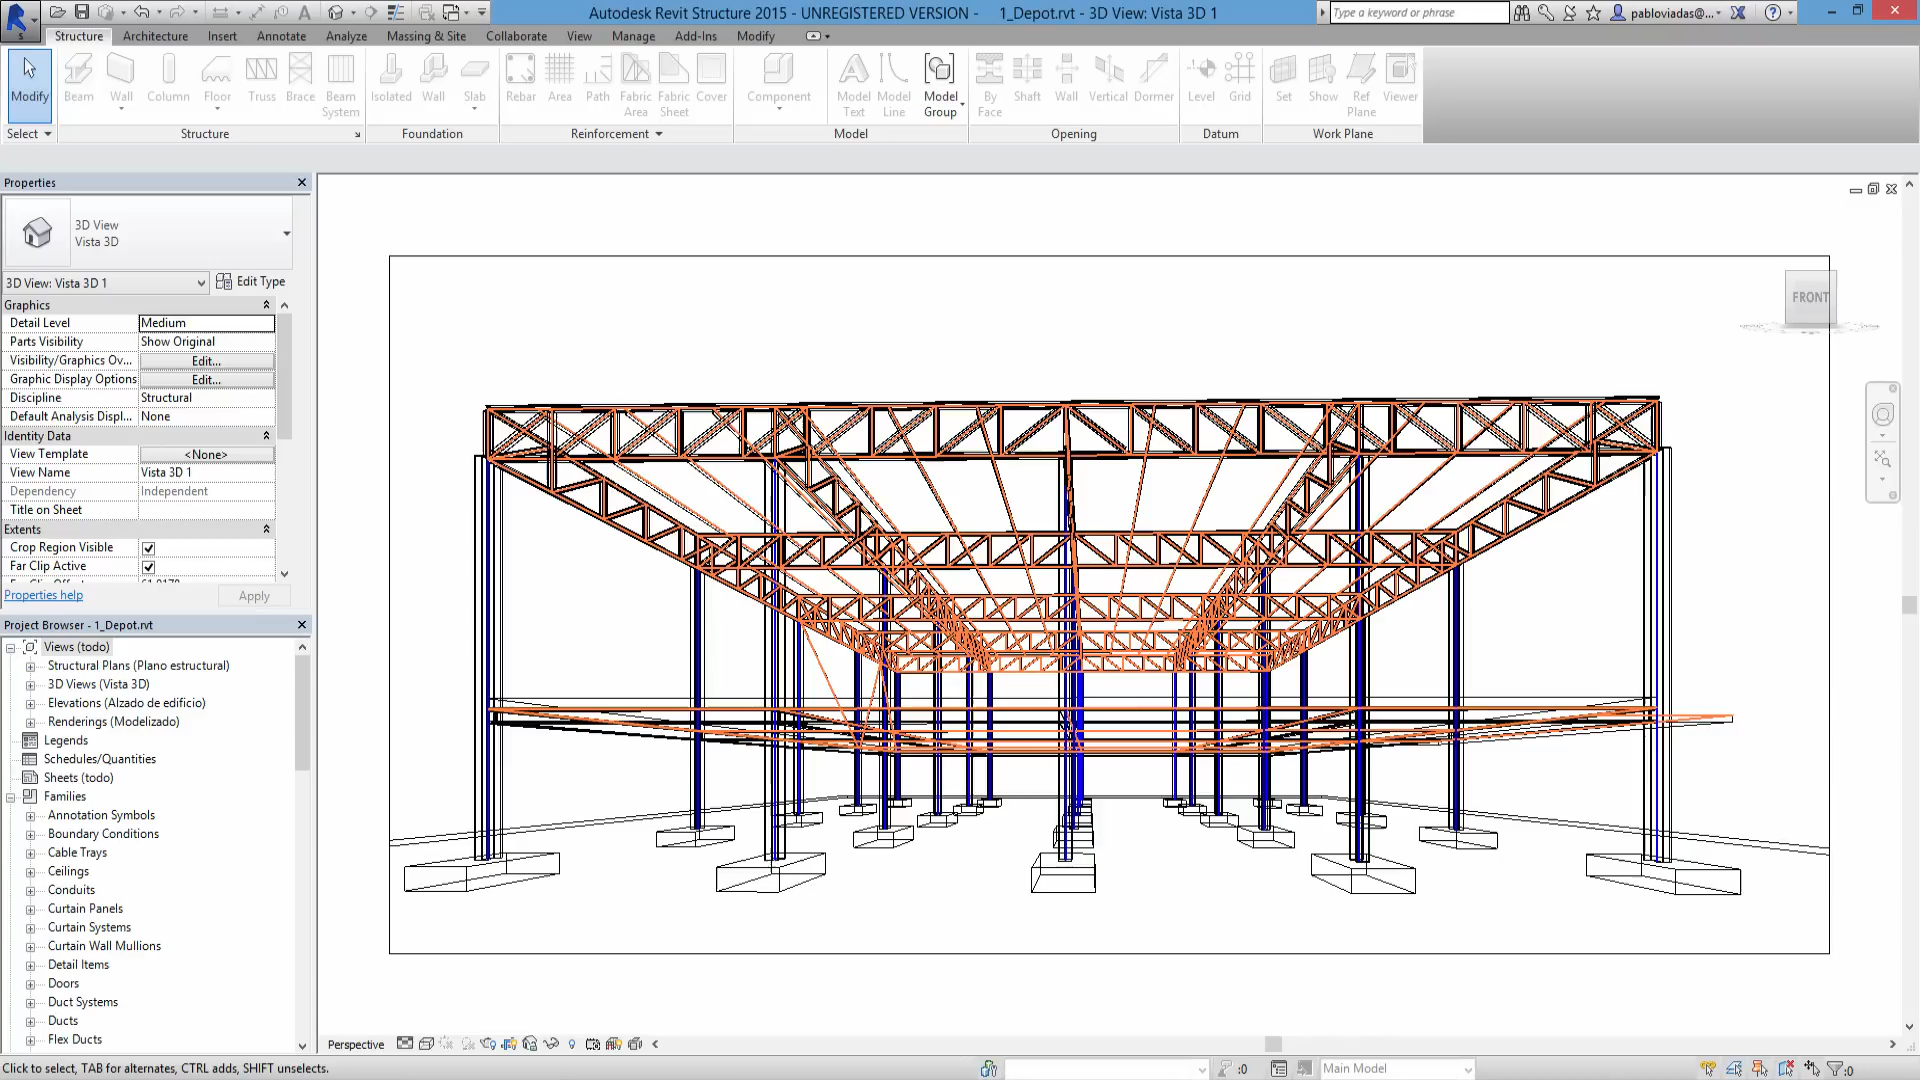 Autodesk Revit Structure 2015 - UNREGISTERED VERSION - 1_Depot.rvt - 3D View: Vista 3D 1
Type a keyword or phrase
pabloviadas@...
Structure Architecture Insert Annotate Analyze Massing & Site Collaborate View Manage Add-Ins Modify
Modify Beam Wall Column Floor Truss Brace Beam System Isolated Wall Slab Rebar Area Path Fabric Area Fabric Sheet Cover Component Model Text Model Line Model Group By Face Shaft Wall Vertical Dormer Level Grid Set Show Ref Plane Viewer
Select Structure Foundation Reinforcement Model Opening Datum Work Plane
Properties
3D View
Vista 3D
3D View: Vista 3D 1 Edit Type
Graphics
Detail Level Medium
Parts Visibility Show Original
Visibility/Graphics Ov... Edit...
Graphic Display Options Edit...
Discipline Structural
Default Analysis Displ... None
Identity Data
View Template <None>
View Name Vista 3D 1
Dependency Independent
Title on Sheet
Extents
Crop Region Visible
Far Clip Active
Properties help Apply
Project Browser - 1_Depot.rvt
Views (todo)
Structural Plans (Plano estructural)
3D Views (Vista 3D)
Elevations (Alzado de edificio)
Renderings (Modelizado)
Legends
Schedules/Quantities
Sheets (todo)
Families
Annotation Symbols
Boundary Conditions
Cable Trays
Ceilings
Conduits
Curtain Panels
Curtain Systems
Curtain Wall Mullions
Detail Items
Doors
Duct Systems
Ducts
Flex Ducts
FRONT
Perspective
Click to select, TAB for alternates, CTRL adds, SHIFT unselects.
:0
Main Model
:0